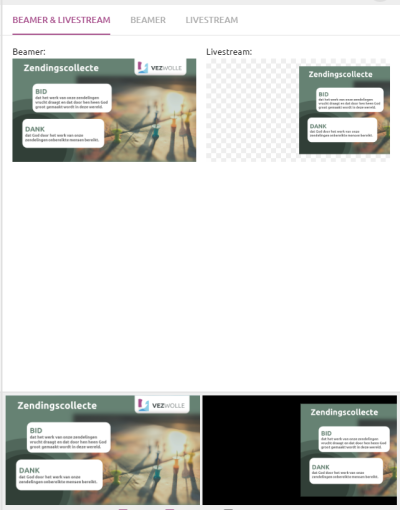 BEAMER & LIVESTREAM BEAMER LIVESTREAM
Beamer: Livestream:
Zendingscollecte VEZWOLLE
BID
dat het werk van onze zendelingen
vrucht draagt en dat door hen heen God
groot gemaakt wordt in deze wereld.
DANK
dat God door het werk van onze
zendelingen onbereikte mensen bereikt.
Zendingscollecte
BID
dat het werk van onze zendelingen
vrucht draagt en dat door hen heen God
groot gemaakt wordt in deze wereld.
DANK
dat God door het werk van onze
zendelingen onbereikte mensen bereikt.
Zendingscollecte VEZWOLLE
BID
dat het werk van onze zendelingen
vrucht draagt en dat door hen heen God
groot gemaakt wordt in deze wereld.
DANK
dat God door het werk van onze
zendelingen onbereikte mensen bereikt.
Zendingscollecte
BID
dat het werk van onze zendelingen
vrucht draagt en dat door hen heen God
groot gemaakt wordt in deze wereld.
DANK
dat God door het werk van onze
zendelingen onbereikte mensen bereikt.